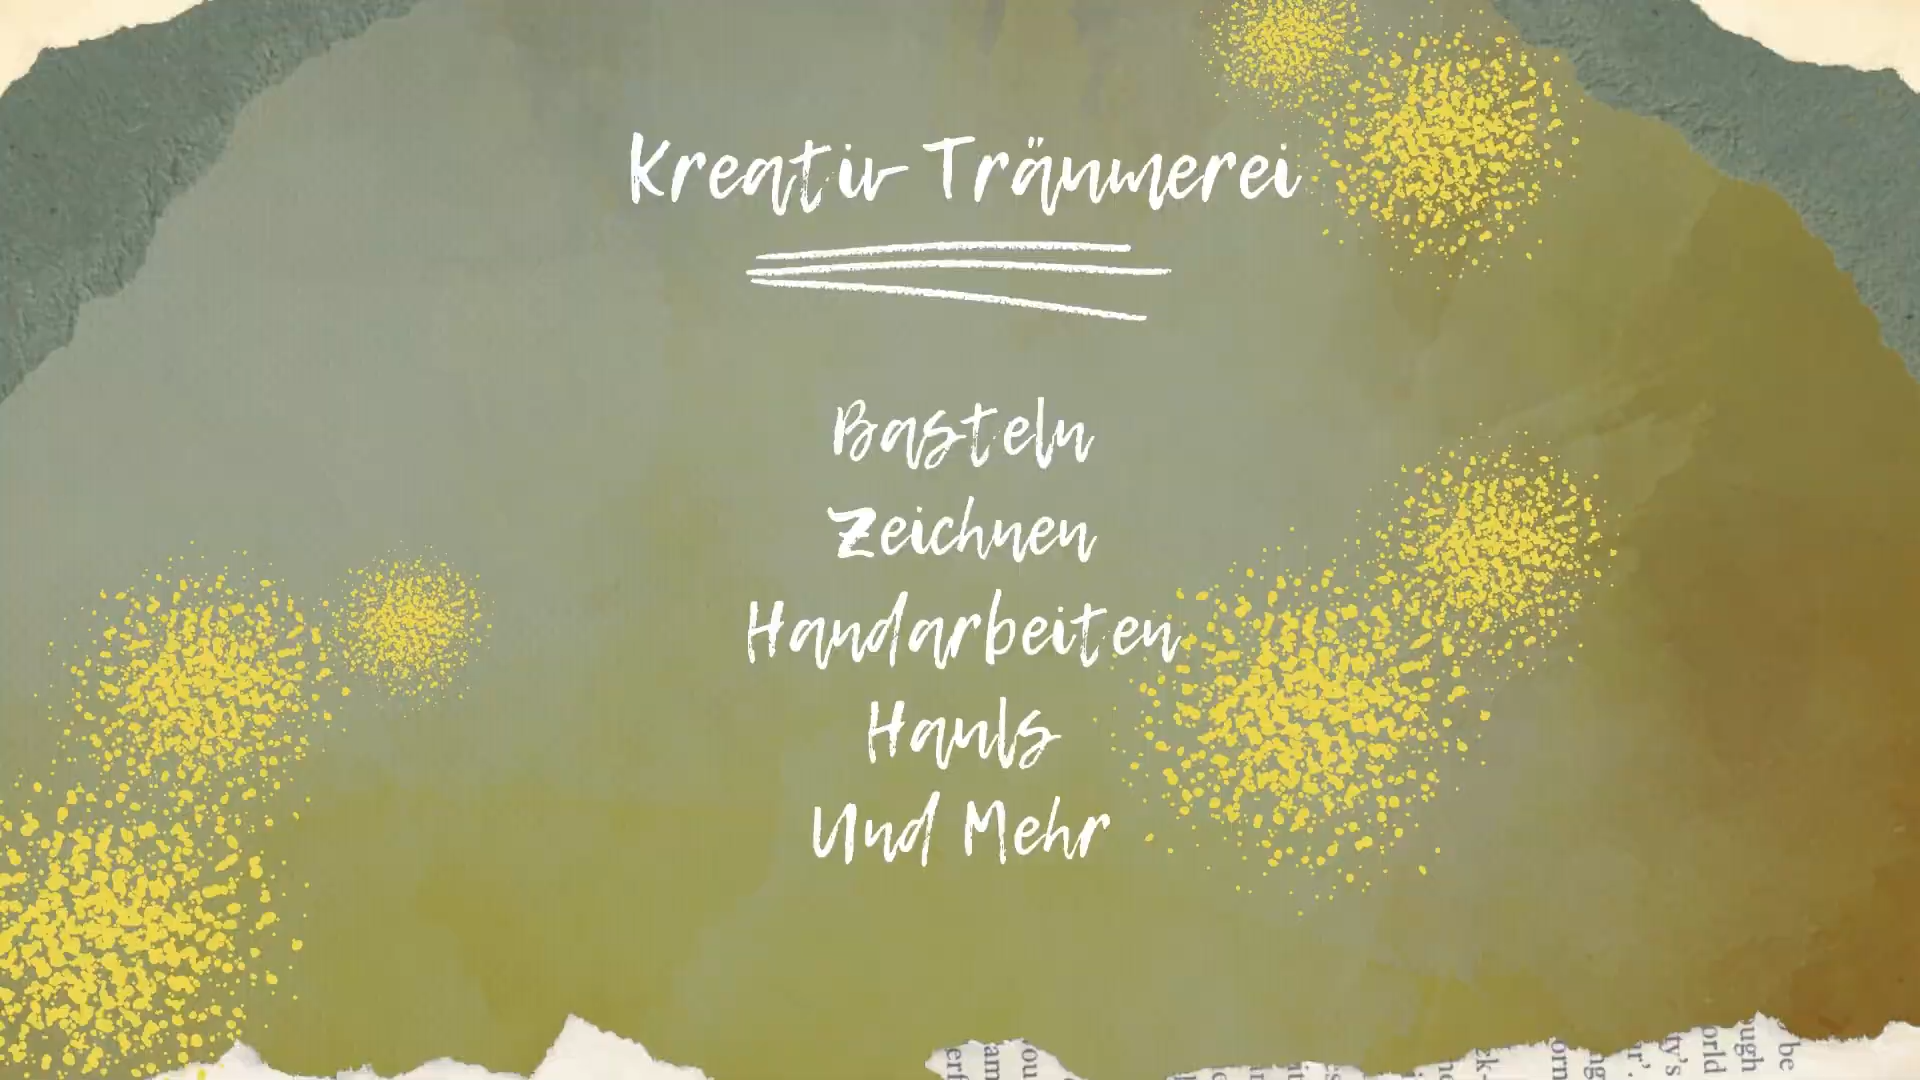 Kreativ Träumerei
Basteln
Zeichnen
Handarbeiten
Hauls
Und Mehr